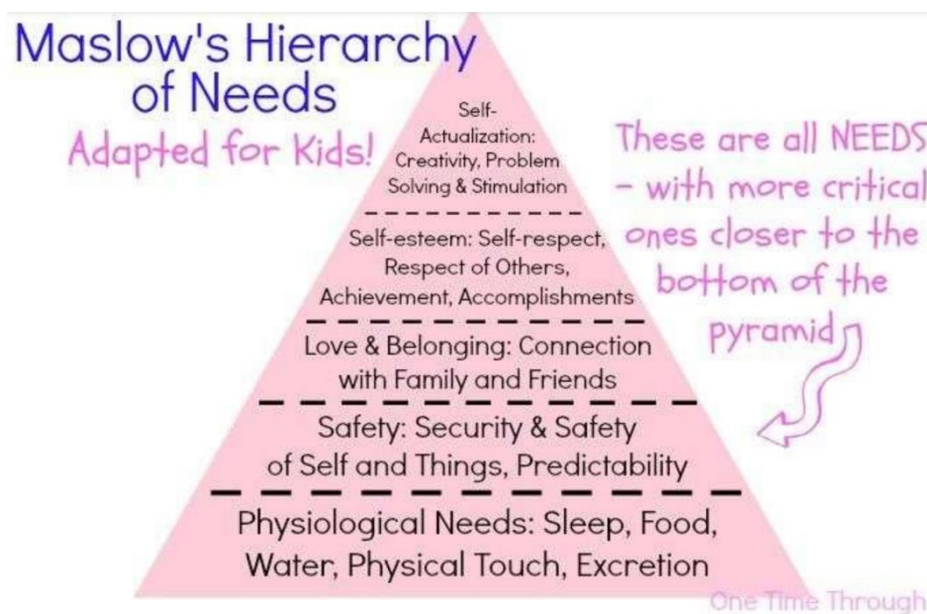 Maslow's Hierarchy
of Needs
Adapted for Kids!
Self-
Actualization:
Creativity, Problem
Solving & Stimulation
Self-esteem: Self-respect,
Respect of Others,
Achievement, Accomplishments
Love & Belonging: Connection
with Family and Friends
Safety: Security & Safety
of Self and Things, Predictability
Physiological Needs: Sleep, Food,
Water, Physical Touch, Excretion
These are all NEEDS
- with more critical
ones closer to the
bottom of the
pyramid
One Time Through